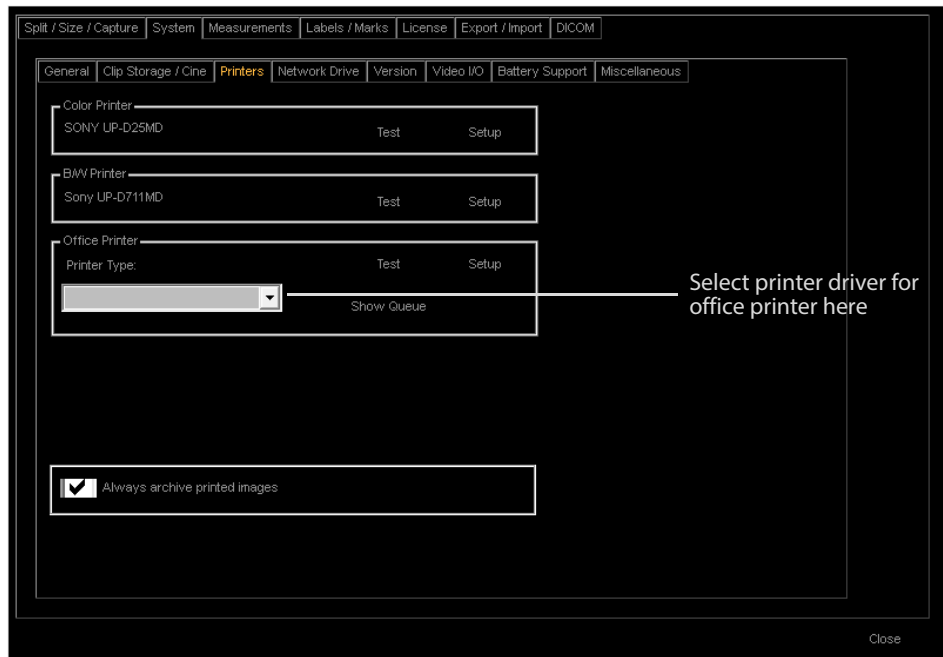 Split / Size / Capture System Measurements Labels / Marks License Export / Import DICOM
General Clip Storage / Cine Printers Network Drive Version Video I/O Battery Support Miscellaneous
Color Printer
SONY UP-D25MD Test Setup
B/W Printer
Sony UP-D711MD Test Setup
Office Printer
Printer Type: Test Setup
Show Queue
Select printer driver for
office printer here
Always archive printed images
Close